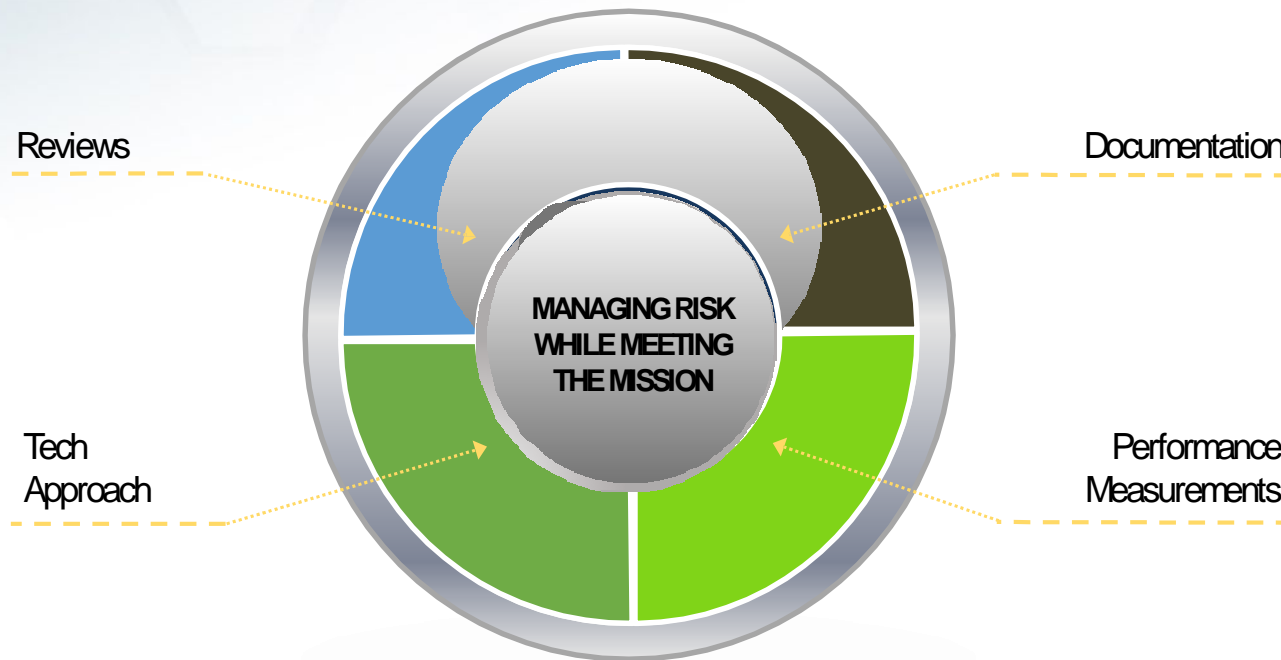 Reviews
Documentation
MANAGING RISK
WHILE MEETING
THE MISSION
Tech
Approach
Performance
Measurements